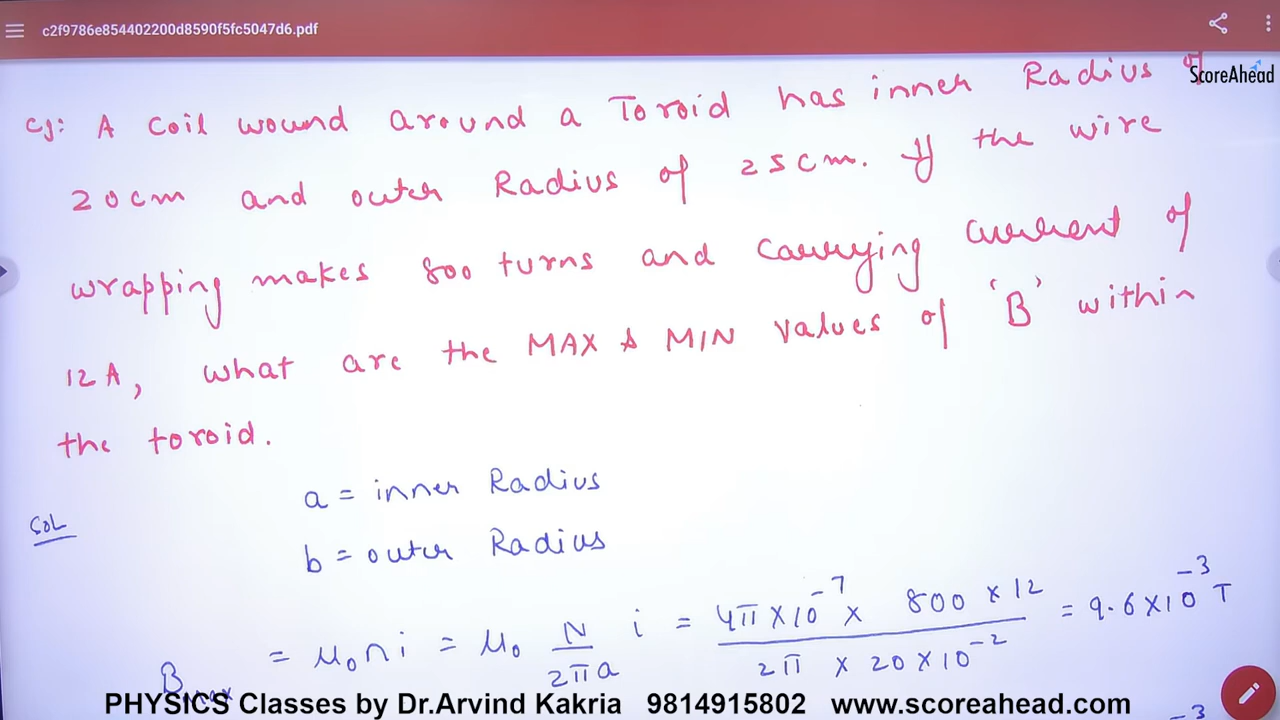 c2f9786e854402200d8590f5fc5047d6.pdf
ScoreAhead
Q: A coil wound around a Toroid has inner Radius of
20cm and outer Radius of 25cm. If the wire
wrapping makes 800 turns and carrying current of
12A, what are the MAX & MIN values of 'B' within
the toroid.
Sol
a = inner Radius
b = outer Radius
B_max = μ₀ni = μ₀ N/2πa i = 4π×10⁻⁷ × 800 × 12 / 2π × 20×10⁻² = 9.6×10⁻³ T
-3
PHYSICS Classes by Dr.Arvind Kakria 9814915802 www.scoreahead.com